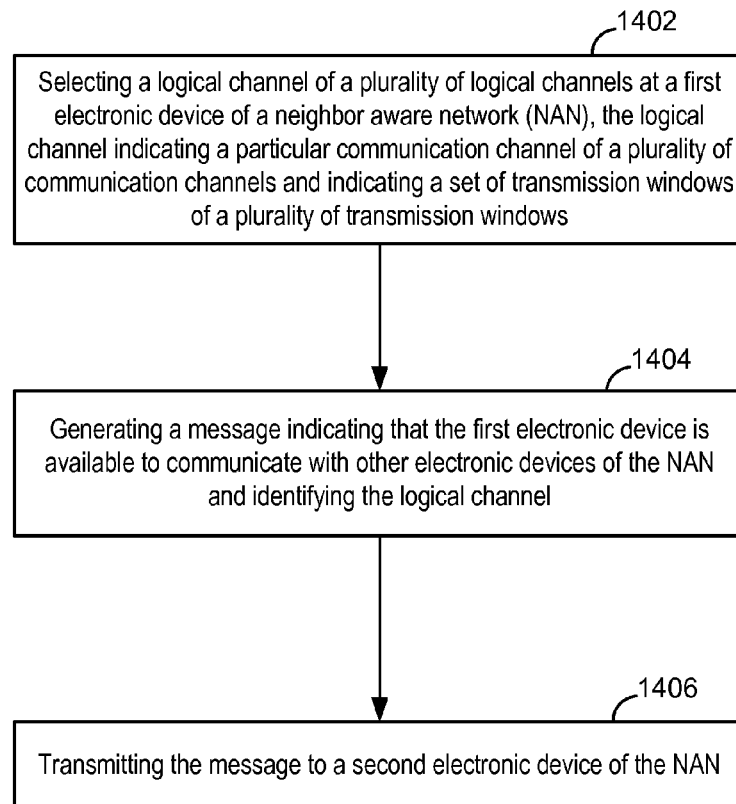 1402
Selecting a logical channel of a plurality of logical channels at a first
electronic device of a neighbor aware network (NAN), the logical
channel indicating a particular communication channel of a plurality of
communication channels and indicating a set of transmission windows
of a plurality of transmission windows
1404
Generating a message indicating that the first electronic device is
available to communicate with other electronic devices of the NAN
and identifying the logical channel
1406
Transmitting the message to a second electronic device of the NAN